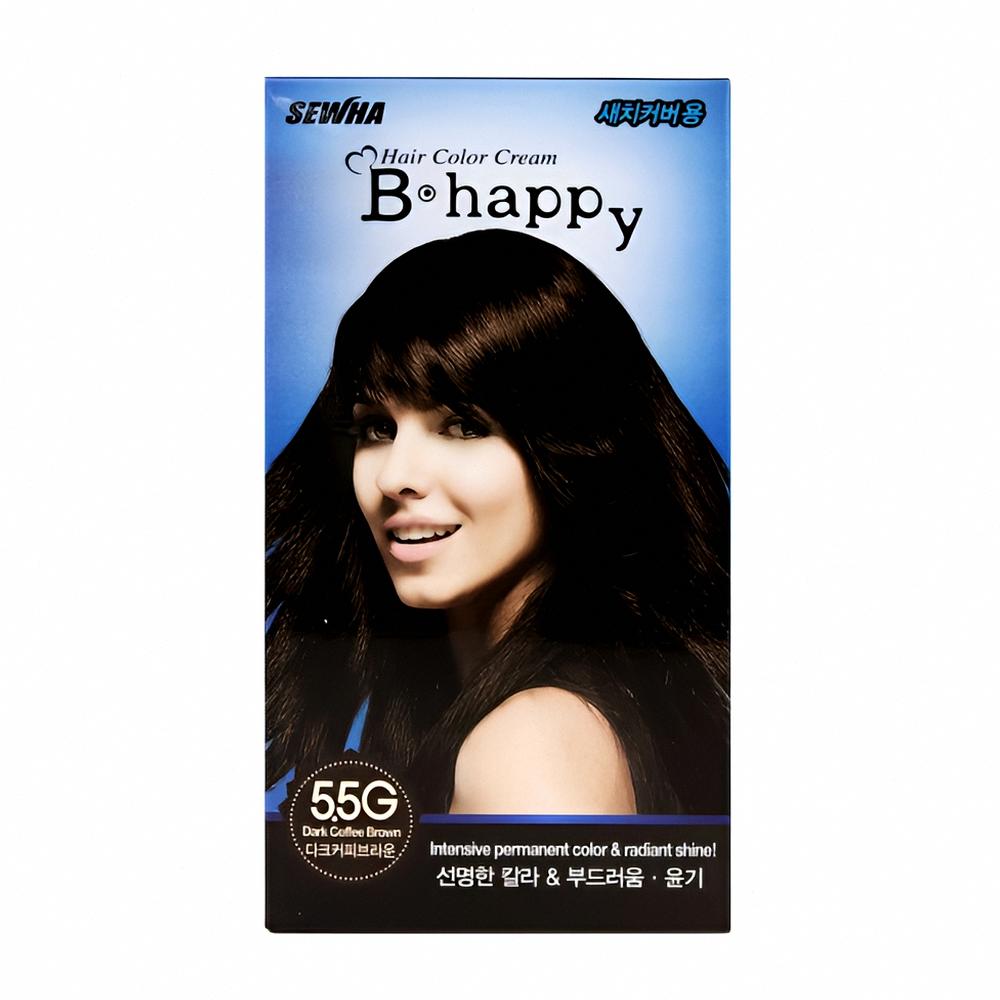 SEWHA
새치커버용
Hair Color Cream
B·happy
5.5G
Dark Coffee Brown
다크커피브라운
Intensive permanent color & radiant shine!
선명한 칼라 & 부드러움 · 윤기